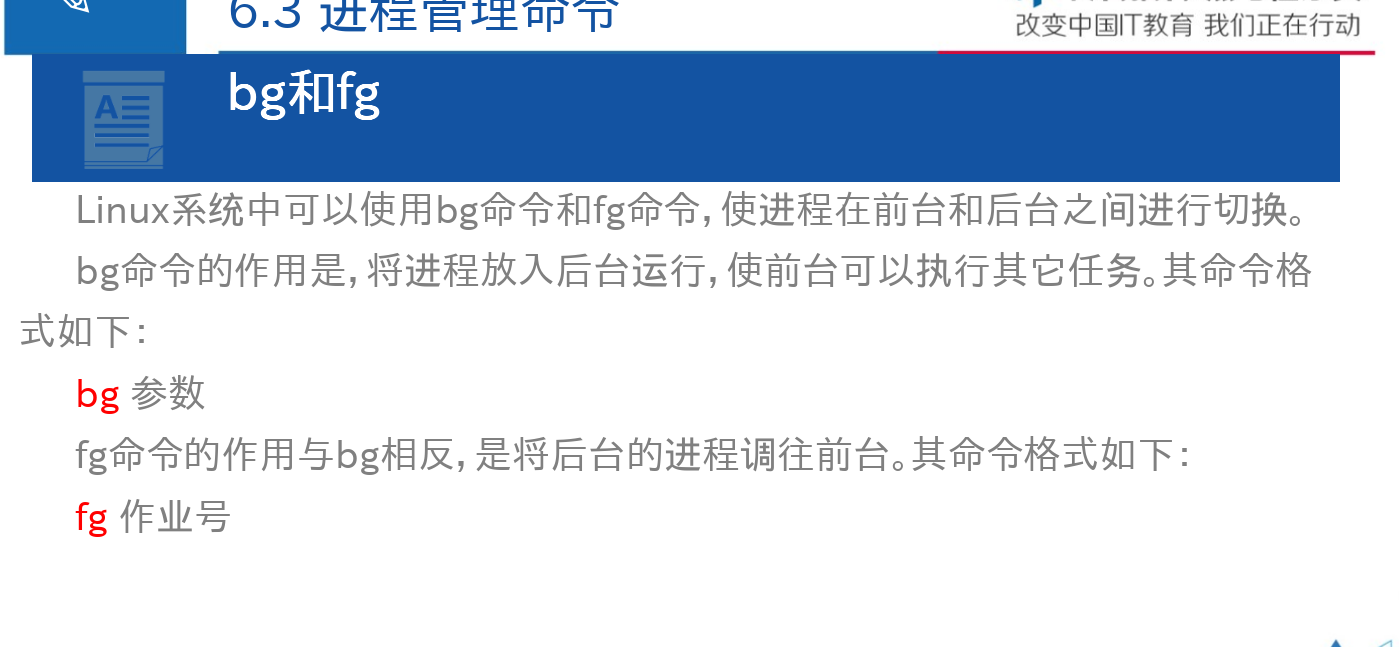 6.3 进程管理命令
改变中国IT教育 我们正在行动
bg和fg
Linux系统中可以使用bg命令和fg命令，使进程在前台和后台之间进行切换。
bg命令的作用是，将进程放入后台运行，使前台可以执行其它任务。其命令格
式如下：
bg 参数
fg命令的作用与bg相反，是将后台的进程调往前台。其命令格式如下：
fg 作业号